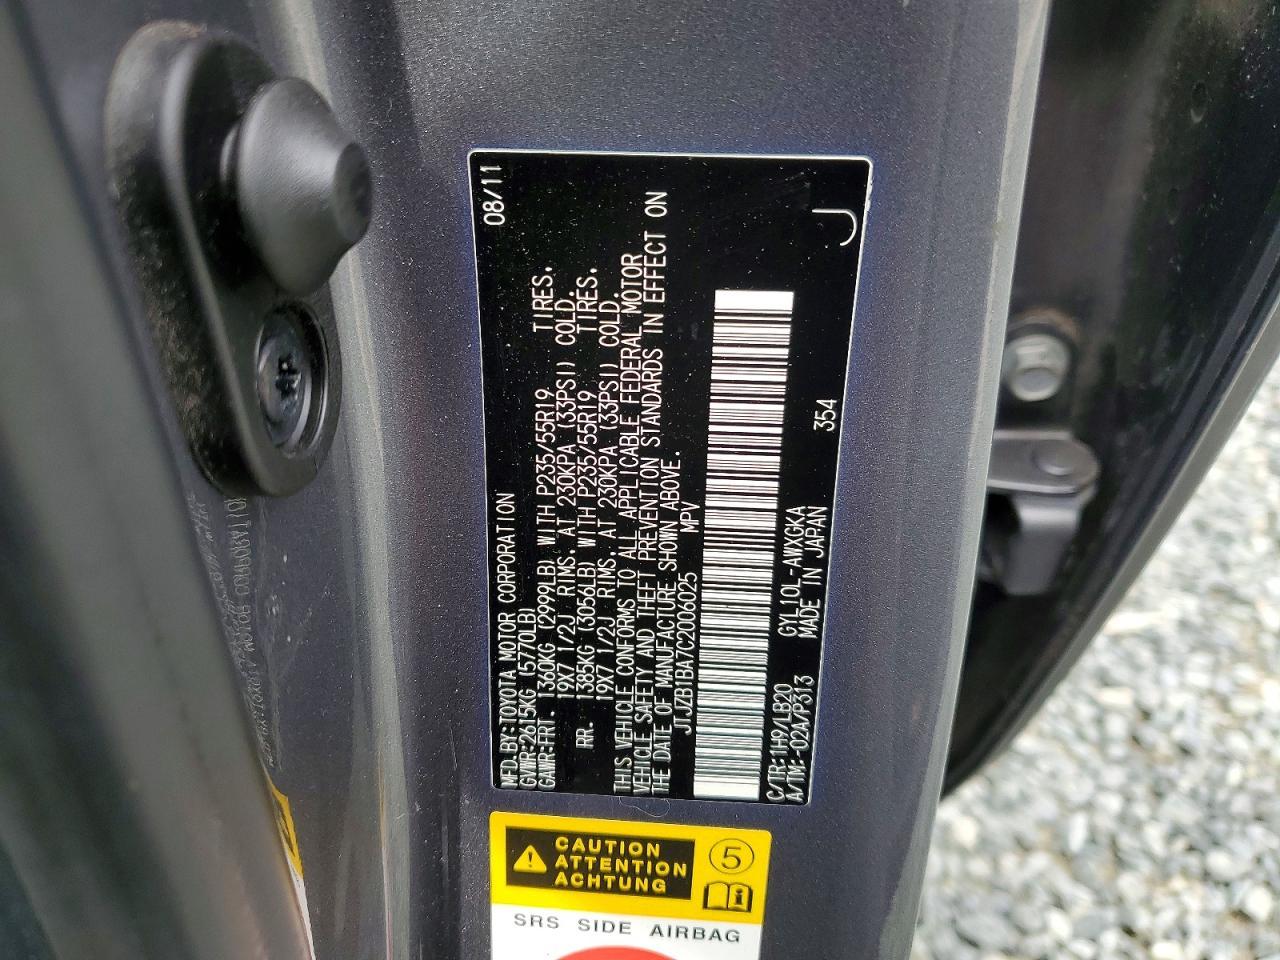 08/11
MFD.BY:TOYOTA MOTOR CORPORATION
GVWR:2615KG (5770LB)
GAWR:FRT. 1360KG (2999LB) WITH P235/55R19 TIRES.
19X7 1/2J RIMS. AT 230KPA (33PSI) COLD.
RR. 1385KG (3056LB) WITH P235/55R19 TIRES.
19X7 1/2J RIMS. AT 230KPA (33PSI) COLD.
THIS VEHICLE CONFORMS TO ALL APPLICABLE FEDERAL MOTOR
VEHICLE SAFETY AND THEFT PREVENTION STANDARDS IN EFFECT ON
THE DATE OF MANUFACTURE SHOWN ABOVE.
JTJZB1BA7C2006025 MPV
C/TR:1H9/LB20 GYL10L-AWXGKA 354
A/TM:-02A/P313 MADE IN JAPAN
J
CAUTION
ATTENTION
ACHTUNG
5
SRS SIDE AIRBAG